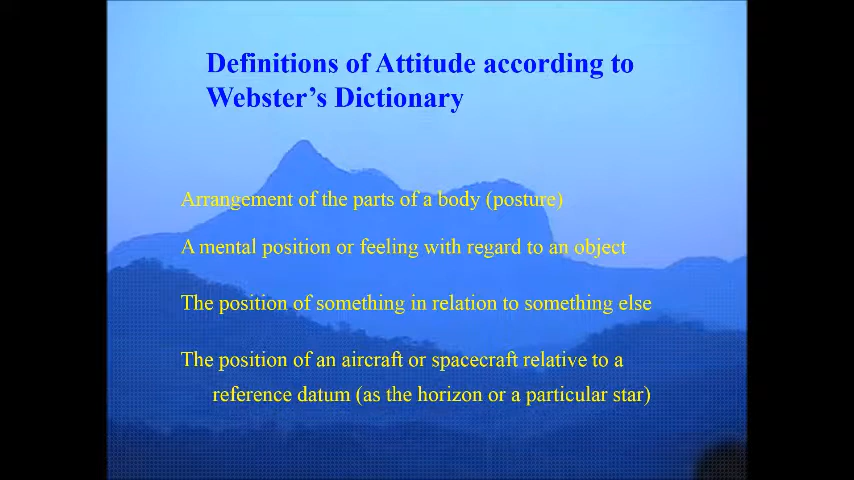 Definitions of Attitude according to
Webster's Dictionary
Arrangement of the parts of a body (posture)
A mental position or feeling with regard to an object
The position of something in relation to something else
The position of an aircraft or spacecraft relative to a
reference datum (as the horizon or a particular star)